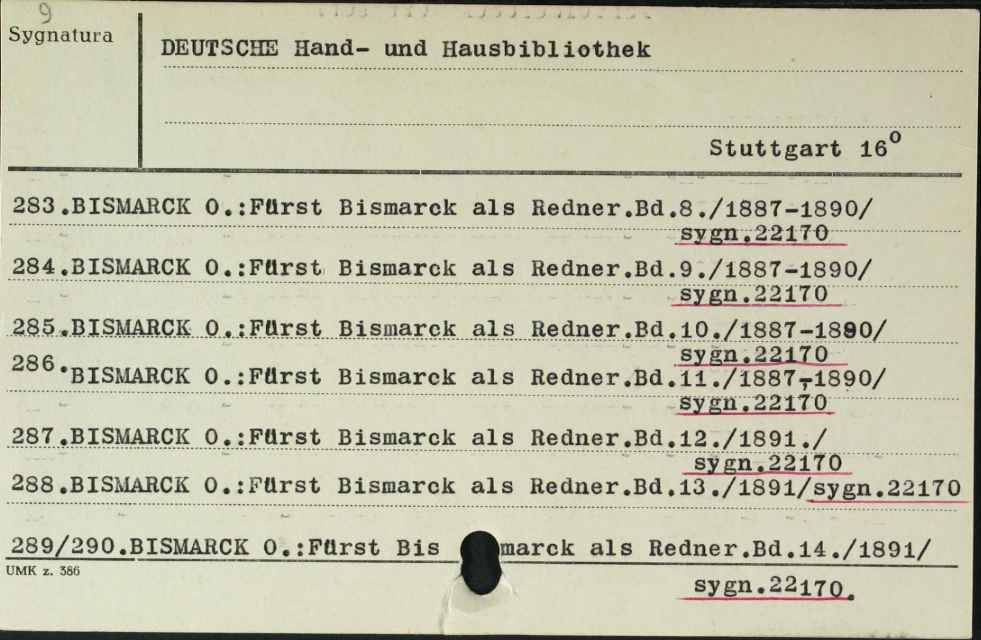 9
Sygnatura
DEUTSCHE Hand- und Hausbibliothek
Stuttgart 16⁰
283.BISMARCK O.:Fürst Bismarck als Redner.Bd.8./1887-1890/
sygn.22170
284.BISMARCK O.:Fürst Bismarck als Redner.Bd.9./1887-1890/
sygn.22170
285.BISMARCK O.:Fürst Bismarck als Redner.Bd.10./1887-1890/
sygn.22170
286.BISMARCK O.:Fürst Bismarck als Redner.Bd.11./1887-1890/
sygn.22170
287.BISMARCK O.:Fürst Bismarck als Redner.Bd.12./1891./
sygn.22170
288.BISMARCK O.:Fürst Bismarck als Redner.Bd.13./1891/sygn.22170
289/290.BISMARCK O.:Fürst Bis marck als Redner.Bd.14./1891/
UMK z. 386
sygn.22170.